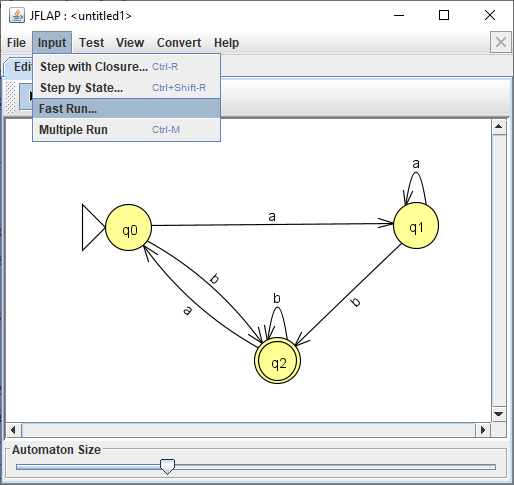 JFLAP : <untitled1>
File Input Test View Convert Help
Edit
Step with Closure... Ctrl-R
Step by State... Ctrl+Shift-R
Fast Run...
Multiple Run Ctrl-M
a
a
q0
q1
b
a
b
b
q2
Automaton Size